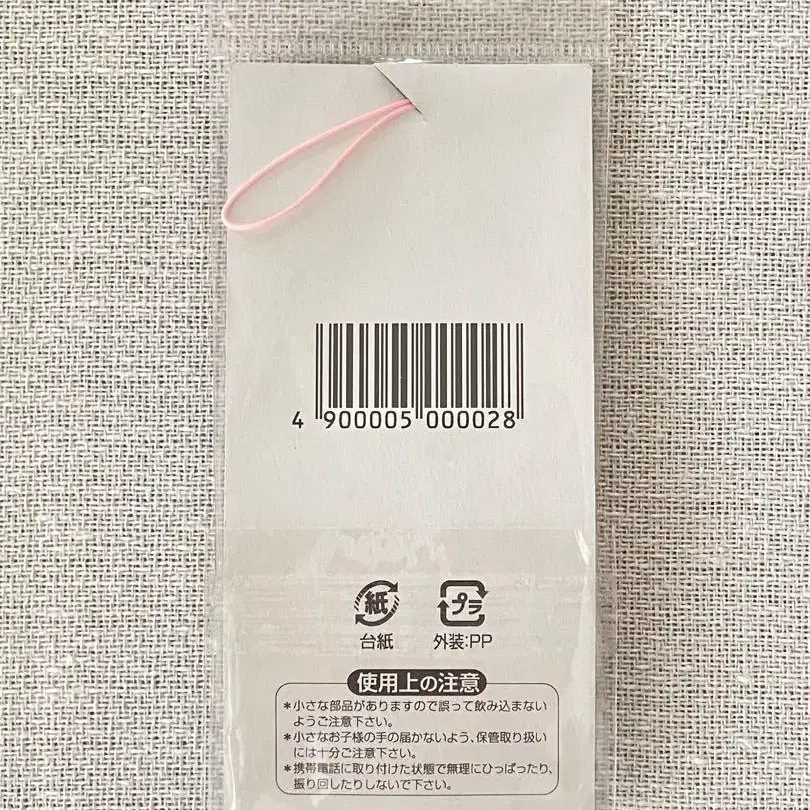 4 900005 000028
紙 プラ
台紙 外装:PP
使用上の注意
*小さな部品がありますので誤って飲み込まない
ようご注意下さい。
*小さなお子様の手の届かないよう、保管取り扱い
には十分ご注意下さい。
*携帯電話に取り付けた状態で無理にひっぱったり、
振り回したりしないで下さい。